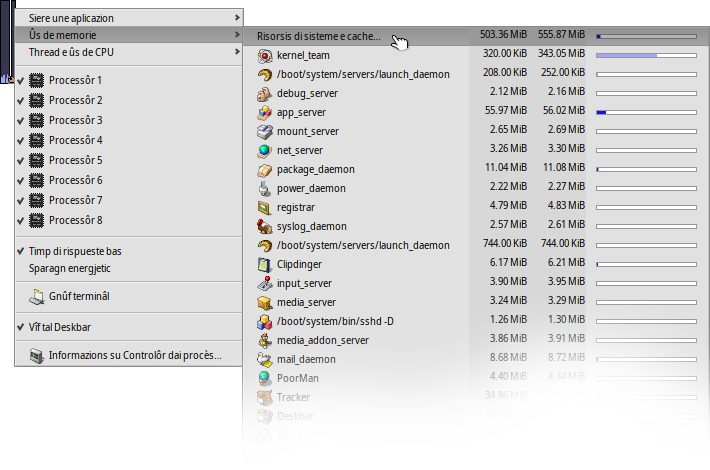 Siere une aplicazion
Ûs de memorie
Thread e ûs de CPU
Processôr 1
Processôr 2
Processôr 3
Processôr 4
Processôr 5
Processôr 6
Processôr 7
Processôr 8
Timp di rispueste bas
Sparagn energjetic
Gnûf terminâl
Vîf tal Deskbar
Informazions su Controlôr dai procès...
Risorsis di sisteme e cache... 503.36 MiB 555.87 MiB
kernel_team 320.00 KiB 343.05 MiB
/boot/system/servers/launch_daemon 208.00 KiB 252.00 KiB
debug_server 2.12 MiB 2.16 MiB
app_server 55.97 MiB 56.02 MiB
mount_server 2.65 MiB 2.69 MiB
net_server 3.26 MiB 3.30 MiB
package_daemon 11.04 MiB 11.08 MiB
power_daemon 2.22 MiB 2.27 MiB
registrar 4.79 MiB 4.83 MiB
syslog_daemon 2.57 MiB 2.61 MiB
/boot/system/servers/launch_daemon 744.00 KiB 744.00 KiB
Clipdinger 6.17 MiB 6.21 MiB
input_server 3.90 MiB 3.95 MiB
media_server 3.24 MiB 3.29 MiB
/boot/system/bin/sshd -D 1.26 MiB 1.30 MiB
media_addon_server 3.86 MiB 3.91 MiB
mail_daemon 8.68 MiB 8.72 MiB
PoorMan 4.40 MiB 4.44 MiB
Tracker 34.86 MiB
Deskbar